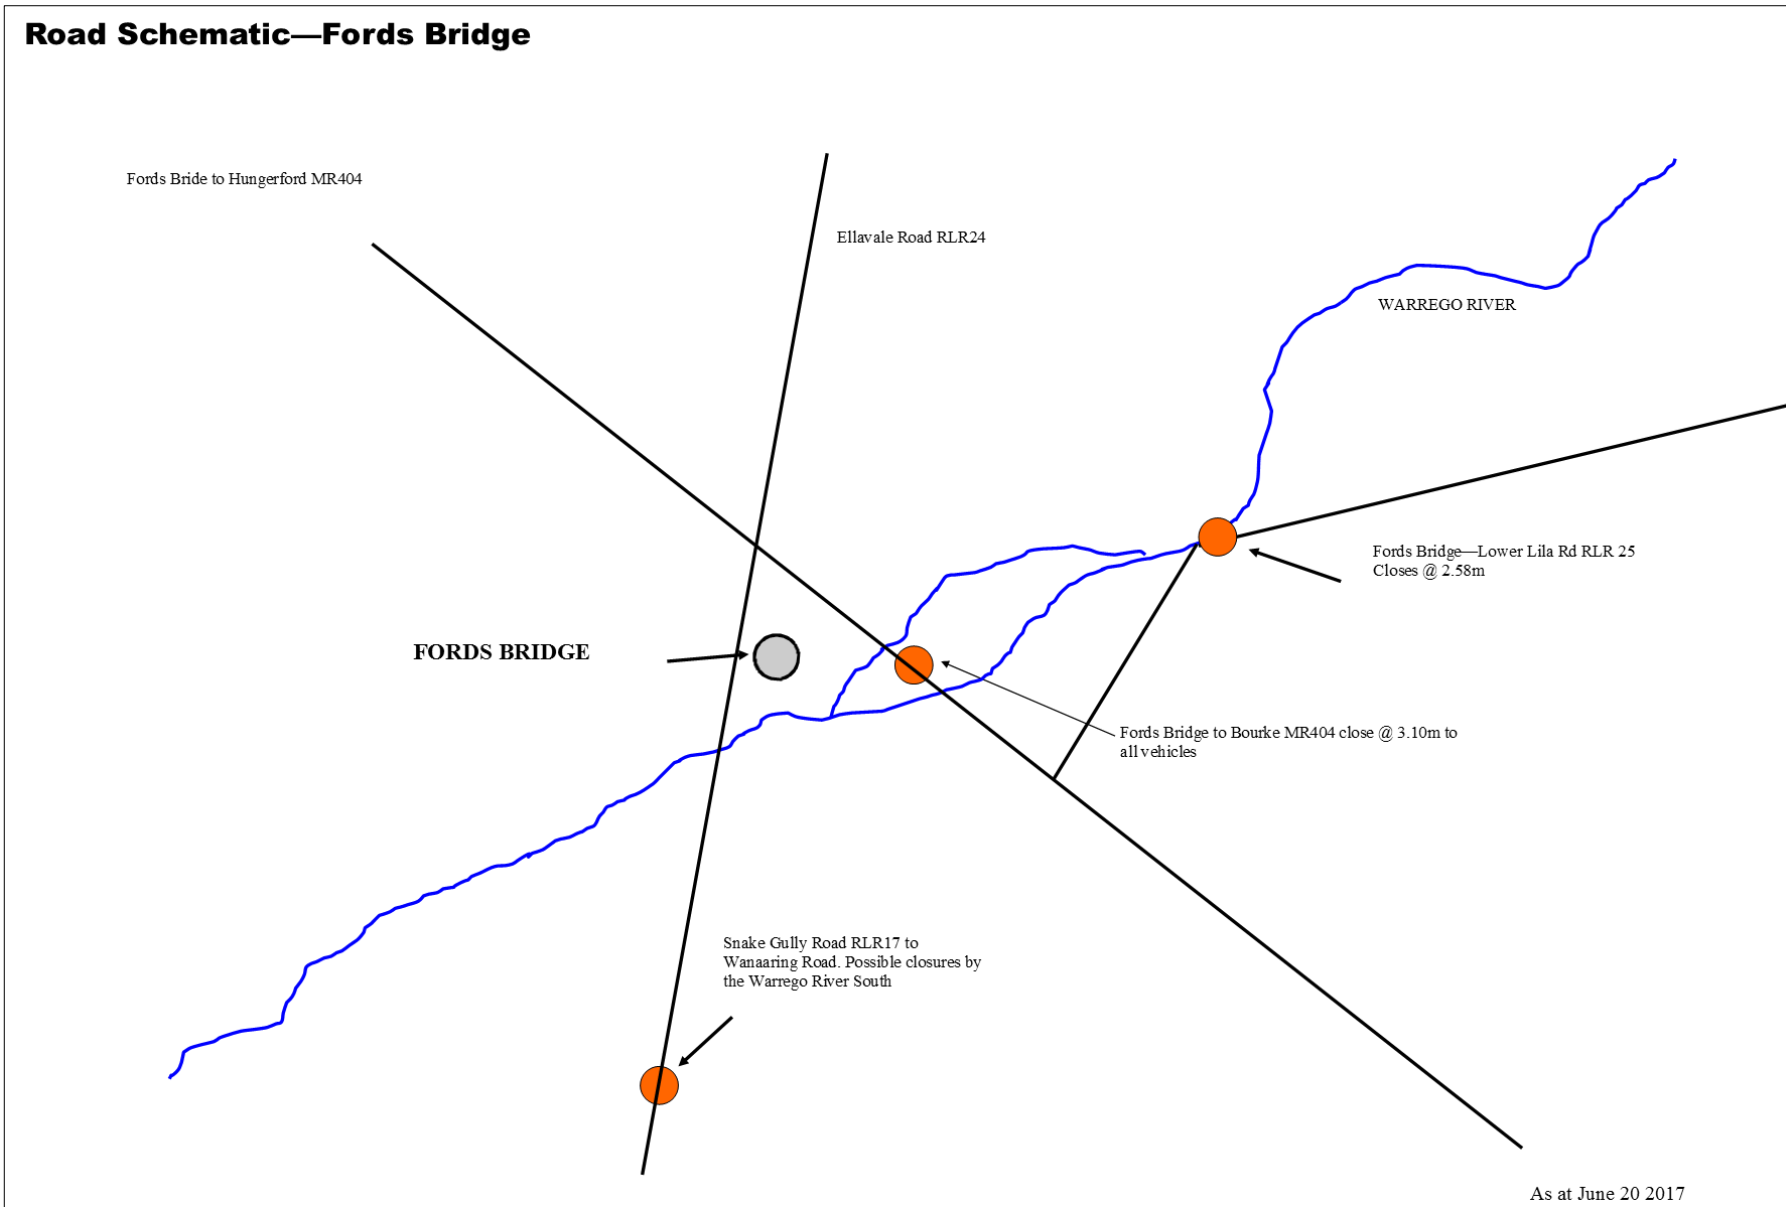 Road Schematic—Fords Bridge
Fords Bride to Hungerford MR404
Ellavale Road RLR24
WARREGO RIVER
Fords Bridge—Lower Lila Rd RLR 25
Closes @ 2.58m
FORDS BRIDGE
Fords Bridge to Bourke MR404 close @ 3.10m to
all vehicles
Snake Gully Road RLR17 to
Wanaaring Road. Possible closures by
the Warrego River South
As at June 20 2017